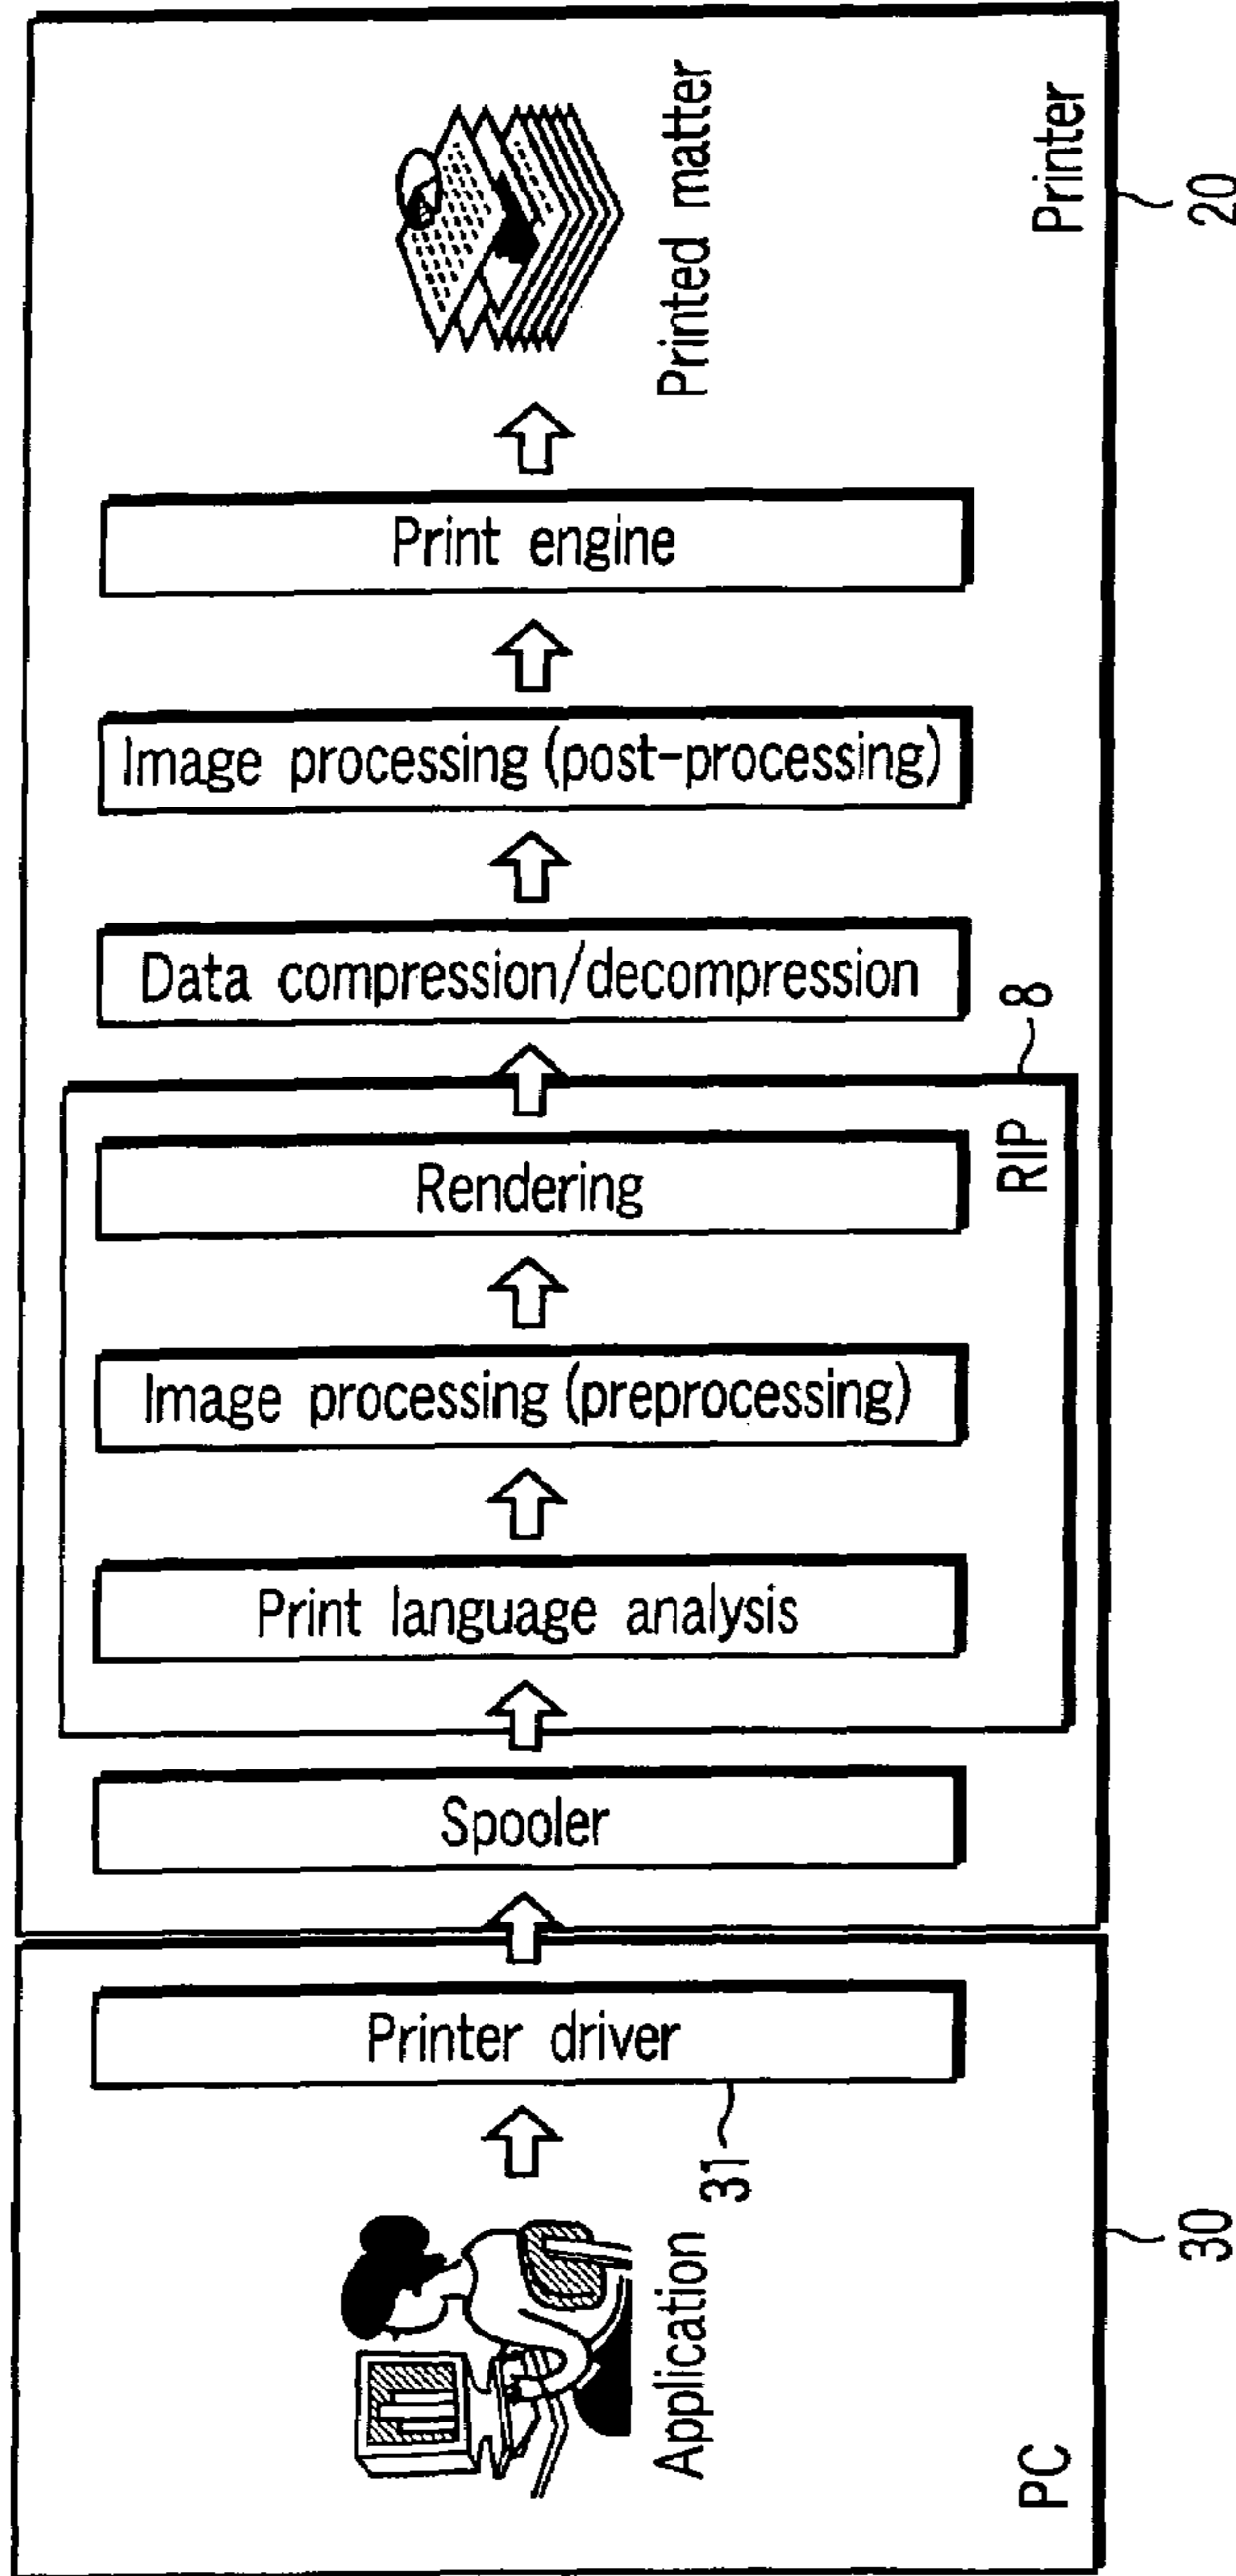 Application
31
Printer driver
PC
30
Spooler
Print language analysis
Image processing (preprocessing)
Rendering
RIP
8
Data compression/decompression
Image processing (post-processing)
Print engine
Printed matter
Printer
20